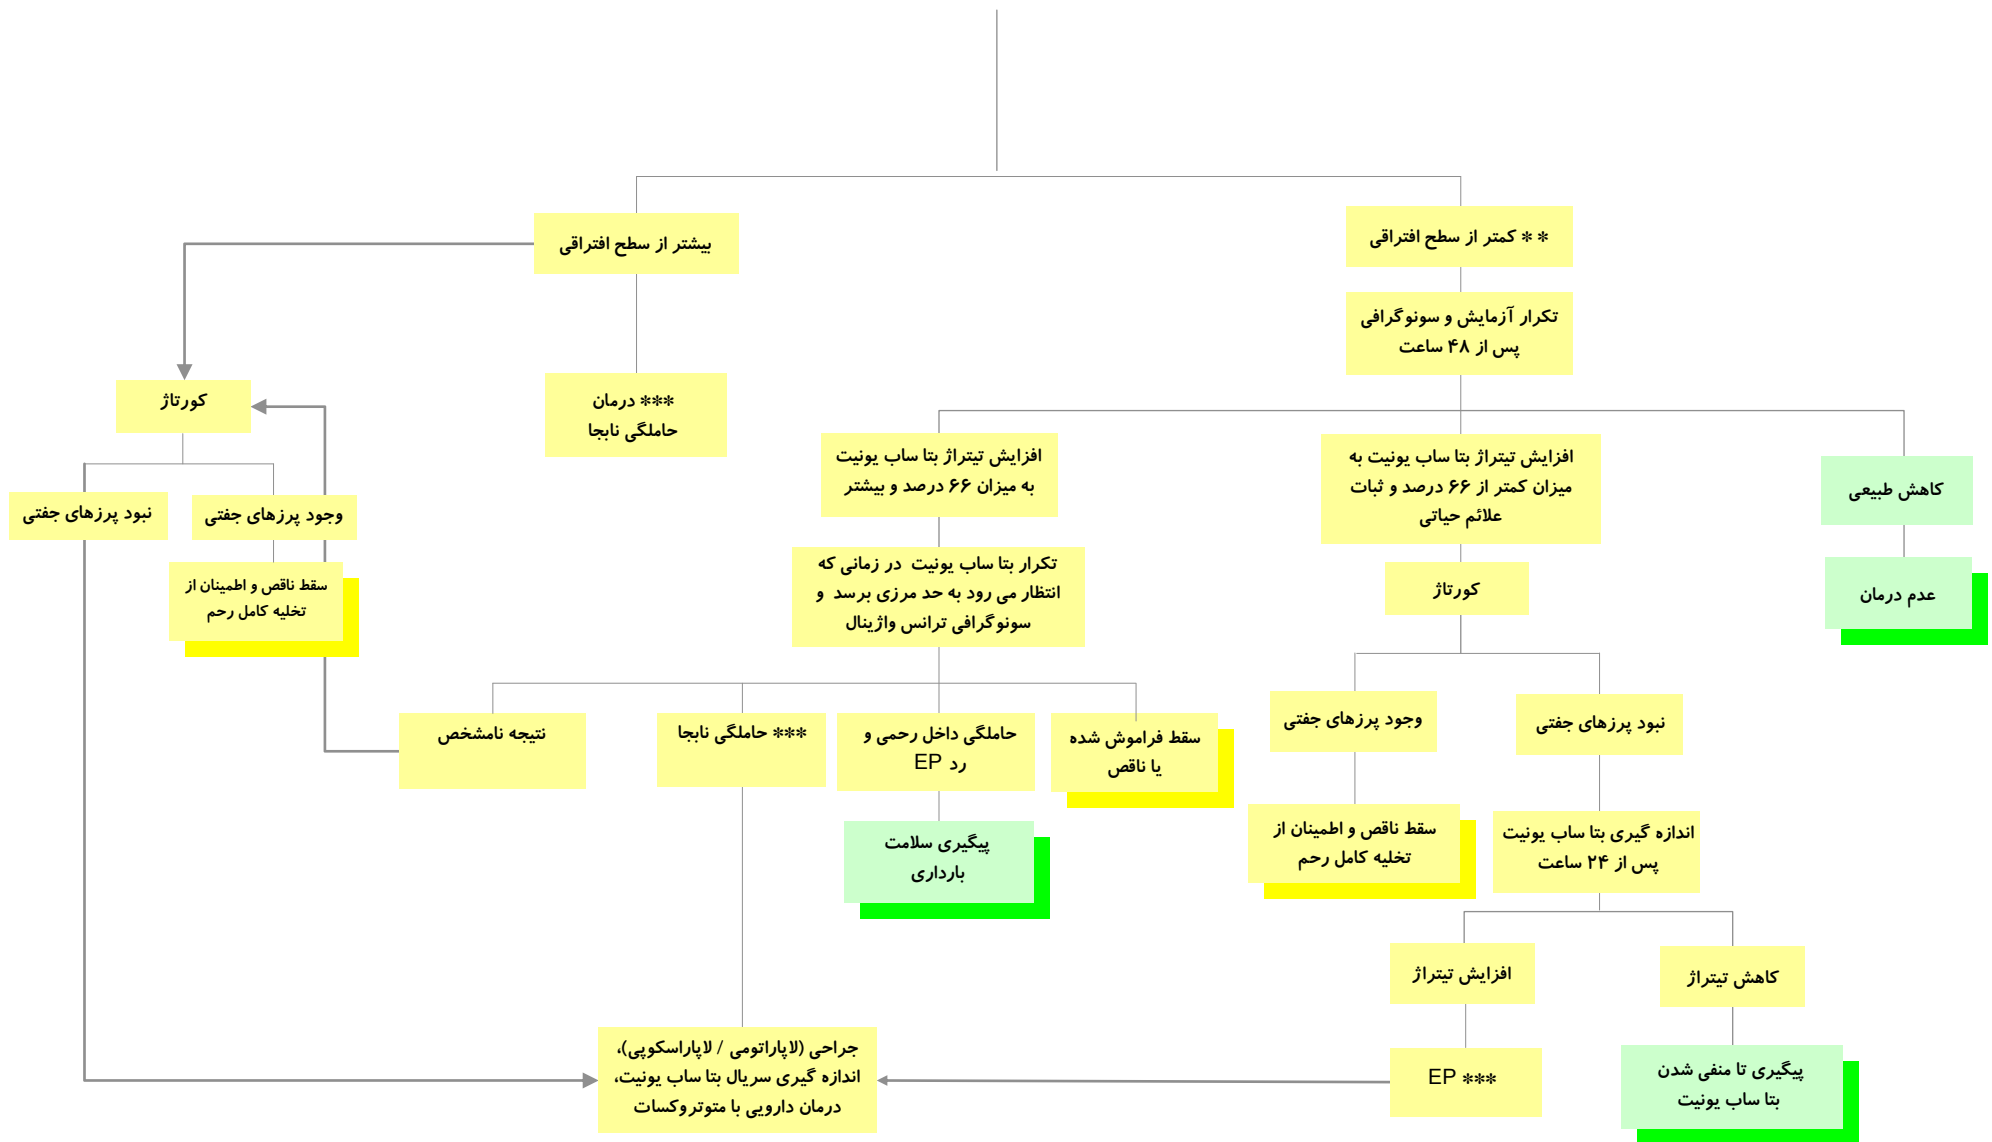 ** کمتر از سطح افتراقی
بیشتر از سطح افتراقی
تکرار آزمایش و سونوگرافی
پس از ۴۸ ساعت
*** درمان
حاملگی نابجا
کورتاژ
افزایش تیتراژ بتا ساب یونیت
به میزان ۶۶ درصد و بیشتر
افزایش تیتراژ بتا ساب یونیت به
میزان کمتر از ۶۶ درصد و ثبات
علائم حیاتی
کاهش طبیعی
وجود پرزهای جفتی
نبود پرزهای جفتی
تکرار بتا ساب یونیت در زمانی که
انتظار می رود به حد مرزی برسد و
سونوگرافی ترانس واژینال
کورتاژ
عدم درمان
سقط ناقص و اطمینان از
تخلیه کامل رحم
نبود پرزهای جفتی
وجود پرزهای جفتی
سقط فراموش شده
یا ناقص
حاملگی داخل رحمی و
رد EP
*** حاملگی نابجا
نتیجه نامشخص
اندازه گیری بتا ساب یونیت
پس از ۲۴ ساعت
سقط ناقص و اطمینان از
تخلیه کامل رحم
پیگیری سلامت
بارداری
کاهش تیتراژ
افزایش تیتراژ
پیگیری تا منفی شدن
بتا ساب یونیت
*** EP
جراحی (لاپاراتومی / لاپاراسکوپی)،
اندازه گیری سریال بتا ساب یونیت،
درمان دارویی با متوتروکسات